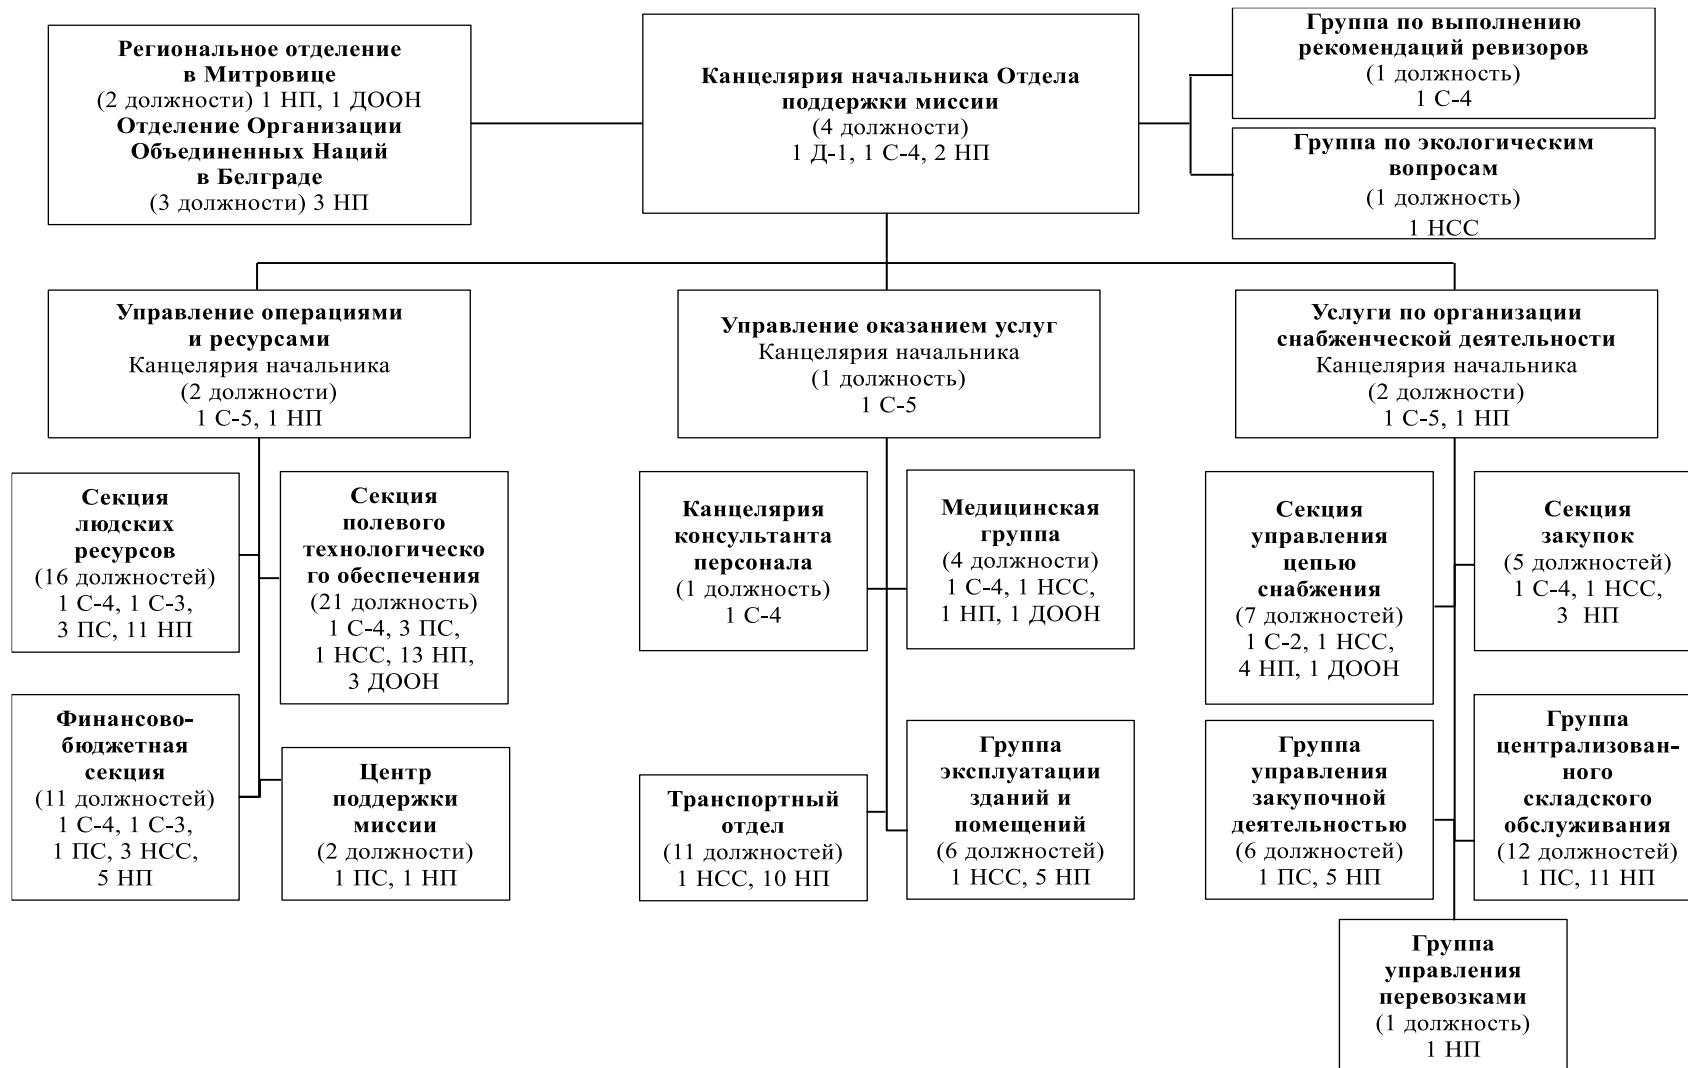 Региональное отделение
в Митровице
(2 должности) 1 НП, 1 ДООН
Отделение Организации
Объединенных Наций
в Белграде
(3 должности) 3 НП
Канцелярия начальника Отдела
поддержки миссии
(4 должности)
1 Д-1, 1 С-4, 2 НП
Группа по выполнению
рекомендаций ревизоров
(1 должность)
1 С-4
Группа по экологическим
вопросам
(1 должность)
1 НСС
Управление операциями
и ресурсами
Канцелярия начальника
(2 должности)
1 С-5, 1 НП
Управление оказанием услуг
Канцелярия начальника
(1 должность)
1 С-5
Услуги по организации
снабженческой деятельности
Канцелярия начальника
(2 должности)
1 С-5, 1 НП
Секция
людских
ресурсов
(16 должностей)
1 С-4, 1 С-3,
3 ПС, 11 НП
Секция
полевого
технологическо
го обеспечения
(21 должность)
1 С-4, 3 ПС,
1 НСС, 13 НП,
3 ДООН
Канцелярия
консультанта
персонала
(1 должность)
1 С-4
Медицинская
группа
(4 должности)
1 С-4, 1 НСС,
1 НП, 1 ДООН
Секция
управления
цепью
снабжения
(7 должностей)
1 С-2, 1 НСС,
4 НП, 1 ДООН
Секция
закупок
(5 должностей)
1 С-4, 1 НСС,
3 НП
Финансово-
бюджетная
секция
(11 должностей)
1 С-4, 1 С-3,
1 ПС, 3 НСС,
5 НП
Центр
поддержки
миссии
(2 должности)
1 ПС, 1 НП
Транспортный
отдел
(11 должностей)
1 НСС, 10 НП
Группа
эксплуатации
зданий и
помещений
(6 должностей)
1 НСС, 5 НП
Группа
управления
закупочной
деятельностью
(6 должностей)
1 ПС, 5 НП
Группа
централизован-
ного
складского
обслуживания
(12 должностей)
1 ПС, 11 НП
Группа
управления
перевозками
(1 должность)
1 НП